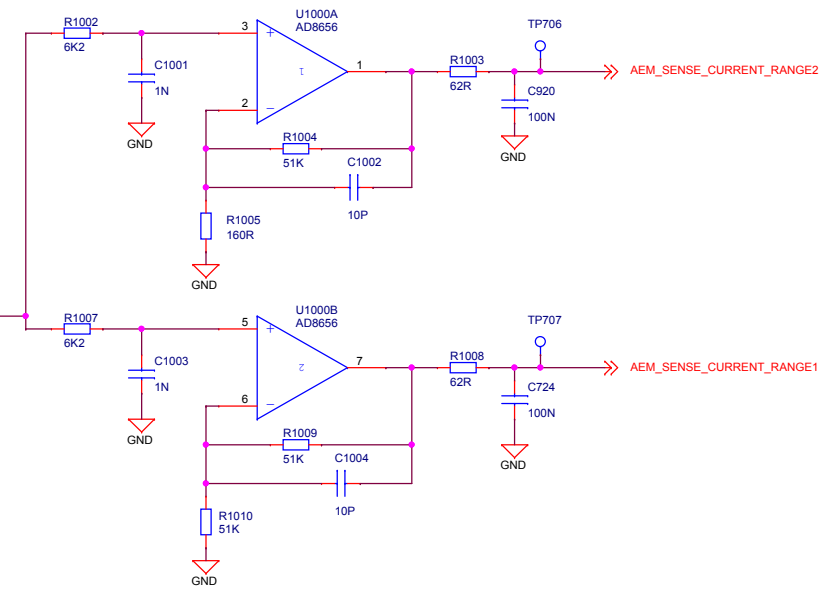 R1002
6K2
C1001
1N
GND
U1000A
AD8656
3
+
1
2
−
1
R1004
51K
C1002
10P
R1005
160R
GND
R1003
62R
TP706
C920
100N
GND
AEM_SENSE_CURRENT_RANGE2
R1007
6K2
C1003
1N
GND
U1000B
AD8656
5
+
2
6
−
7
R1009
51K
C1004
10P
R1010
51K
GND
R1008
62R
TP707
C724
100N
GND
AEM_SENSE_CURRENT_RANGE1